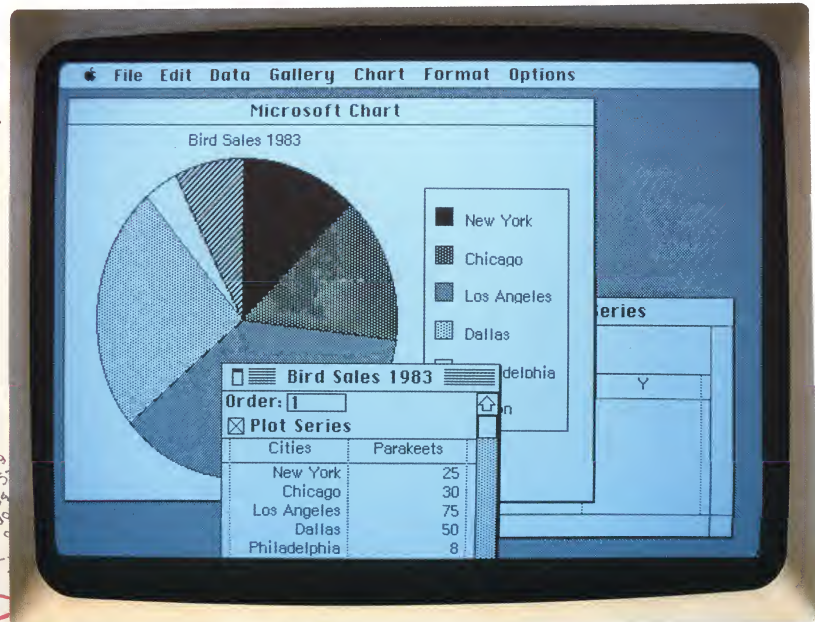 File Edit Data Gallery Chart Format Options
Microsoft Chart
Bird Sales 1983
New York
Chicago
Los Angeles
Dallas
delphia
n
eries
Y
Bird Sales 1983
Order: 1
Plot Series
Cities Parakeets
New York 25
Chicago 30
Los Angeles 75
Dallas 50
Philadelphia 8